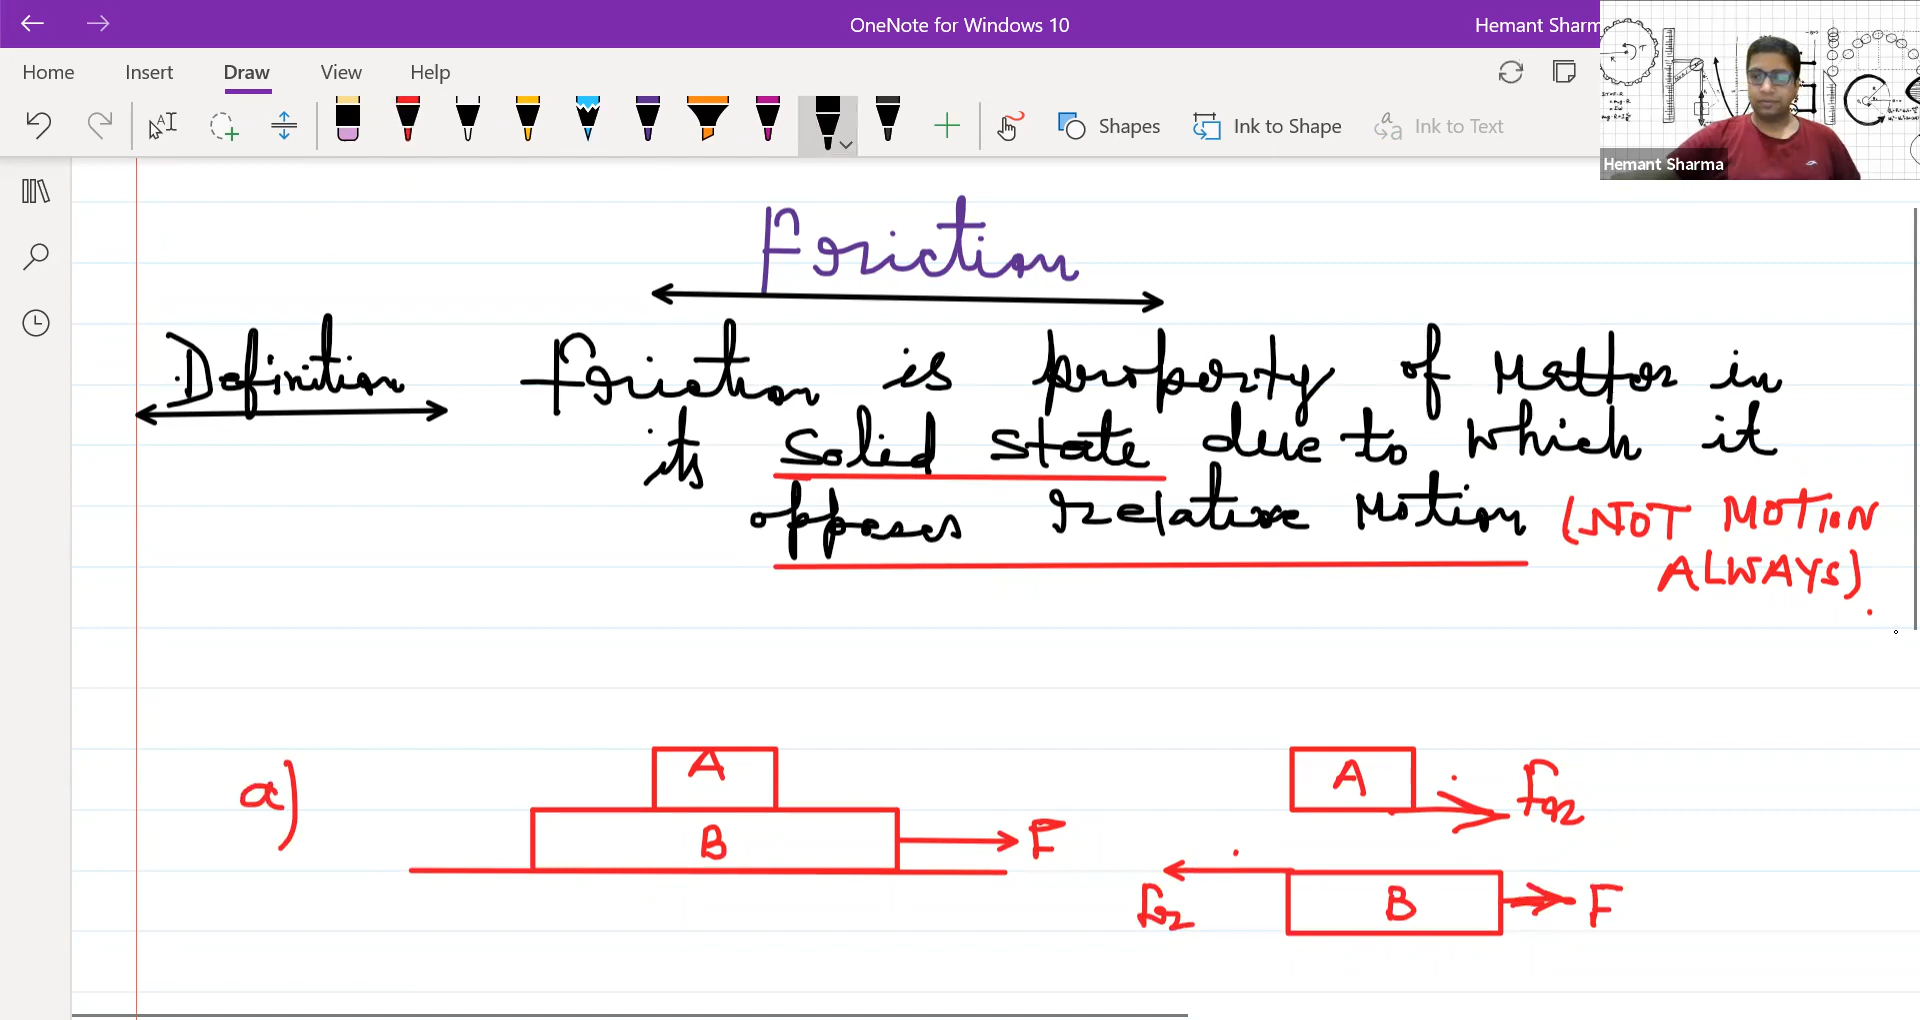 OneNote for Windows 10
Hemant Sharm
Home Insert Draw View Help
Shapes Ink to Shape Ink to Text
Hemant Sharma
Friction
Definition Friction is property of Matter in
its solid state due to which it
opposes relative Motion (NOT MOTION
ALWAYS).
a) A B F
A fr2
fr2 B F